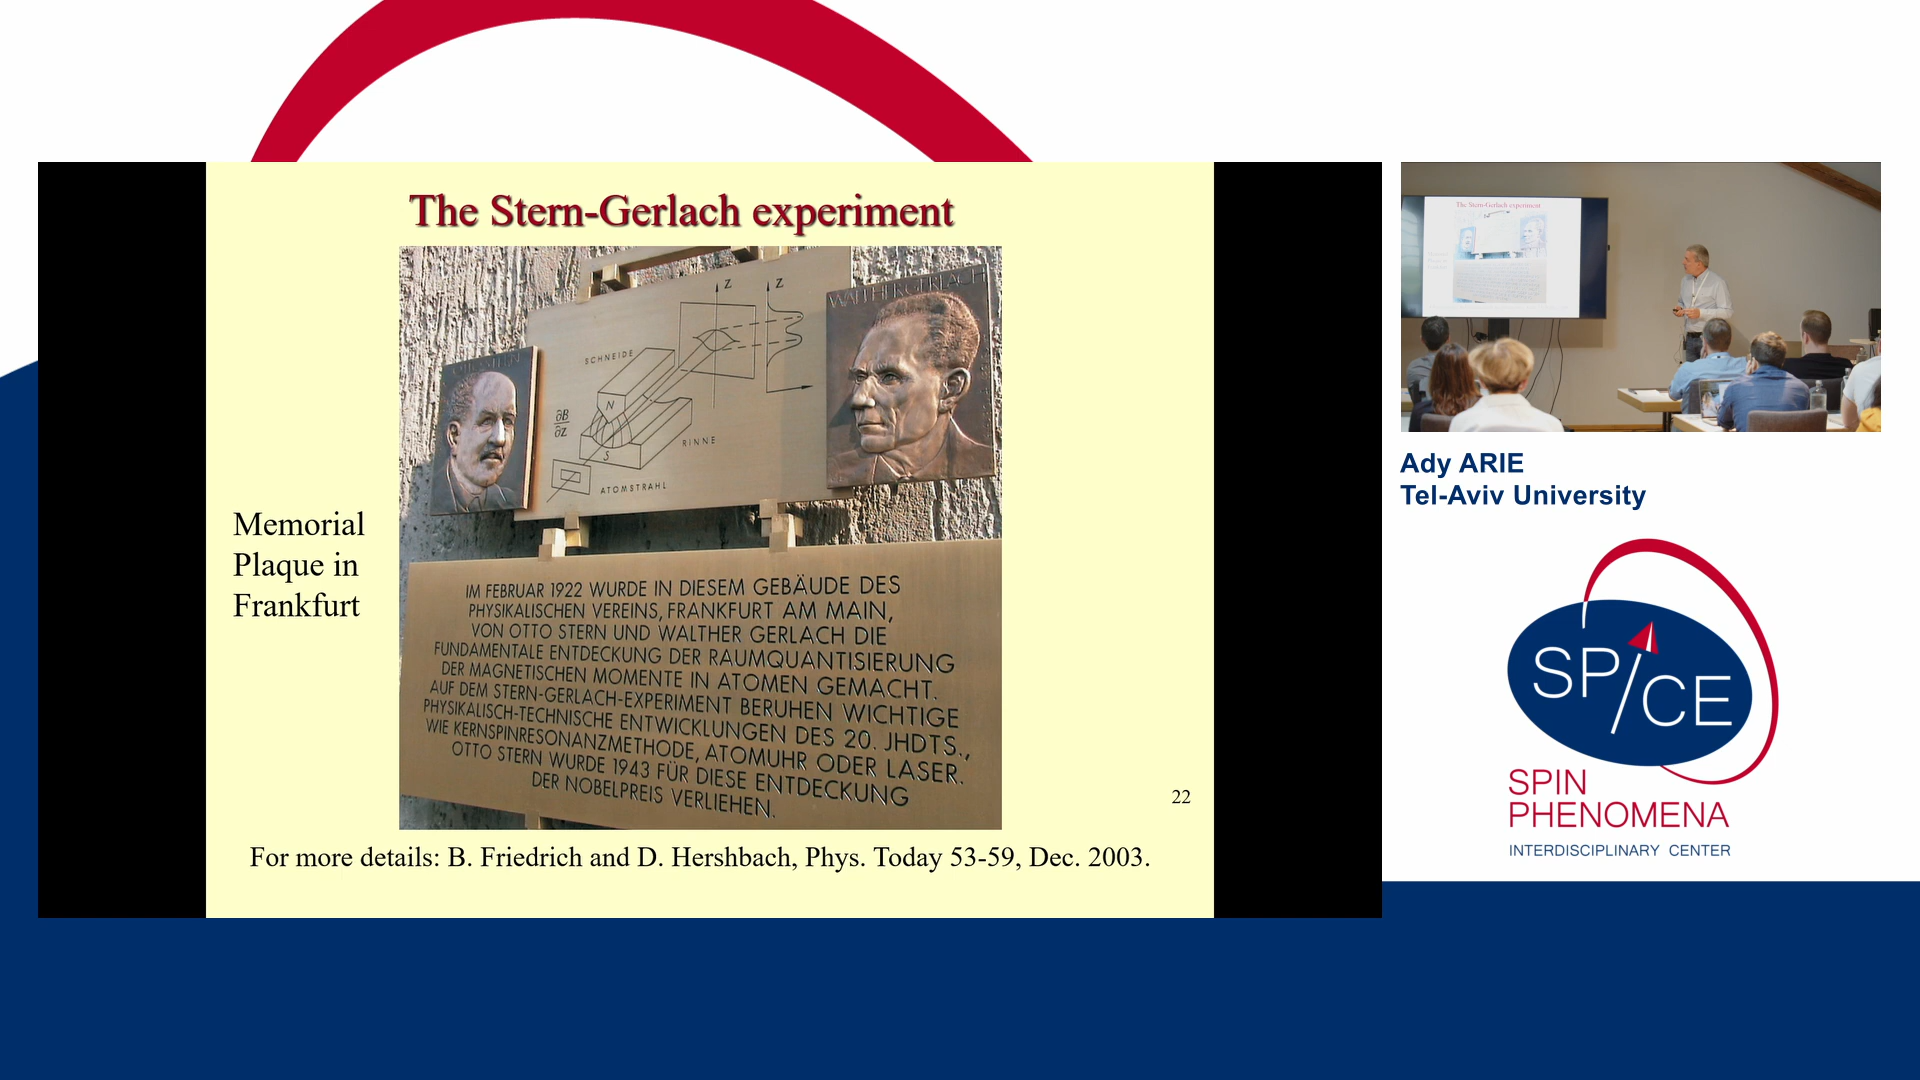 The Stern-Gerlach experiment
WALTHER GERLACH
Z
Z
SCHNEIDE
N
∂B
∂z
RINNE
S
ATOMSTRAHL
Memorial
Plaque in
Frankfurt
IM FEBRUAR 1922 WURDE IN DIESEM GEBÄUDE DES
PHYSIKALISCHEN VEREINS, FRANKFURT AM MAIN,
VON OTTO STERN UND WALTHER GERLACH DIE
FUNDAMENTALE ENTDECKUNG DER RAUMQUANTISIERUNG
DER MAGNETISCHEN MOMENTE IN ATOMEN GEMACHT.
AUF DEM STERN-GERLACH-EXPERIMENT BERUHEN WICHTIGE
PHYSIKALISCH-TECHNISCHE ENTWICKLUNGEN DES 20. JHDTS.,
WIE KERNSPINRESONANZMETHODE, ATOMUHR ODER LASER.
OTTO STERN WURDE 1943 FÜR DIESE ENTDECKUNG
DER NOBELPREIS VERLIEHEN.
22
For more details: B. Friedrich and D. Hershbach, Phys. Today 53-59, Dec. 2003.
The Stern-Gerlach experiment
Ady ARIE
Tel-Aviv University
SPICE
SPIN
PHENOMENA
INTERDISCIPLINARY CENTER